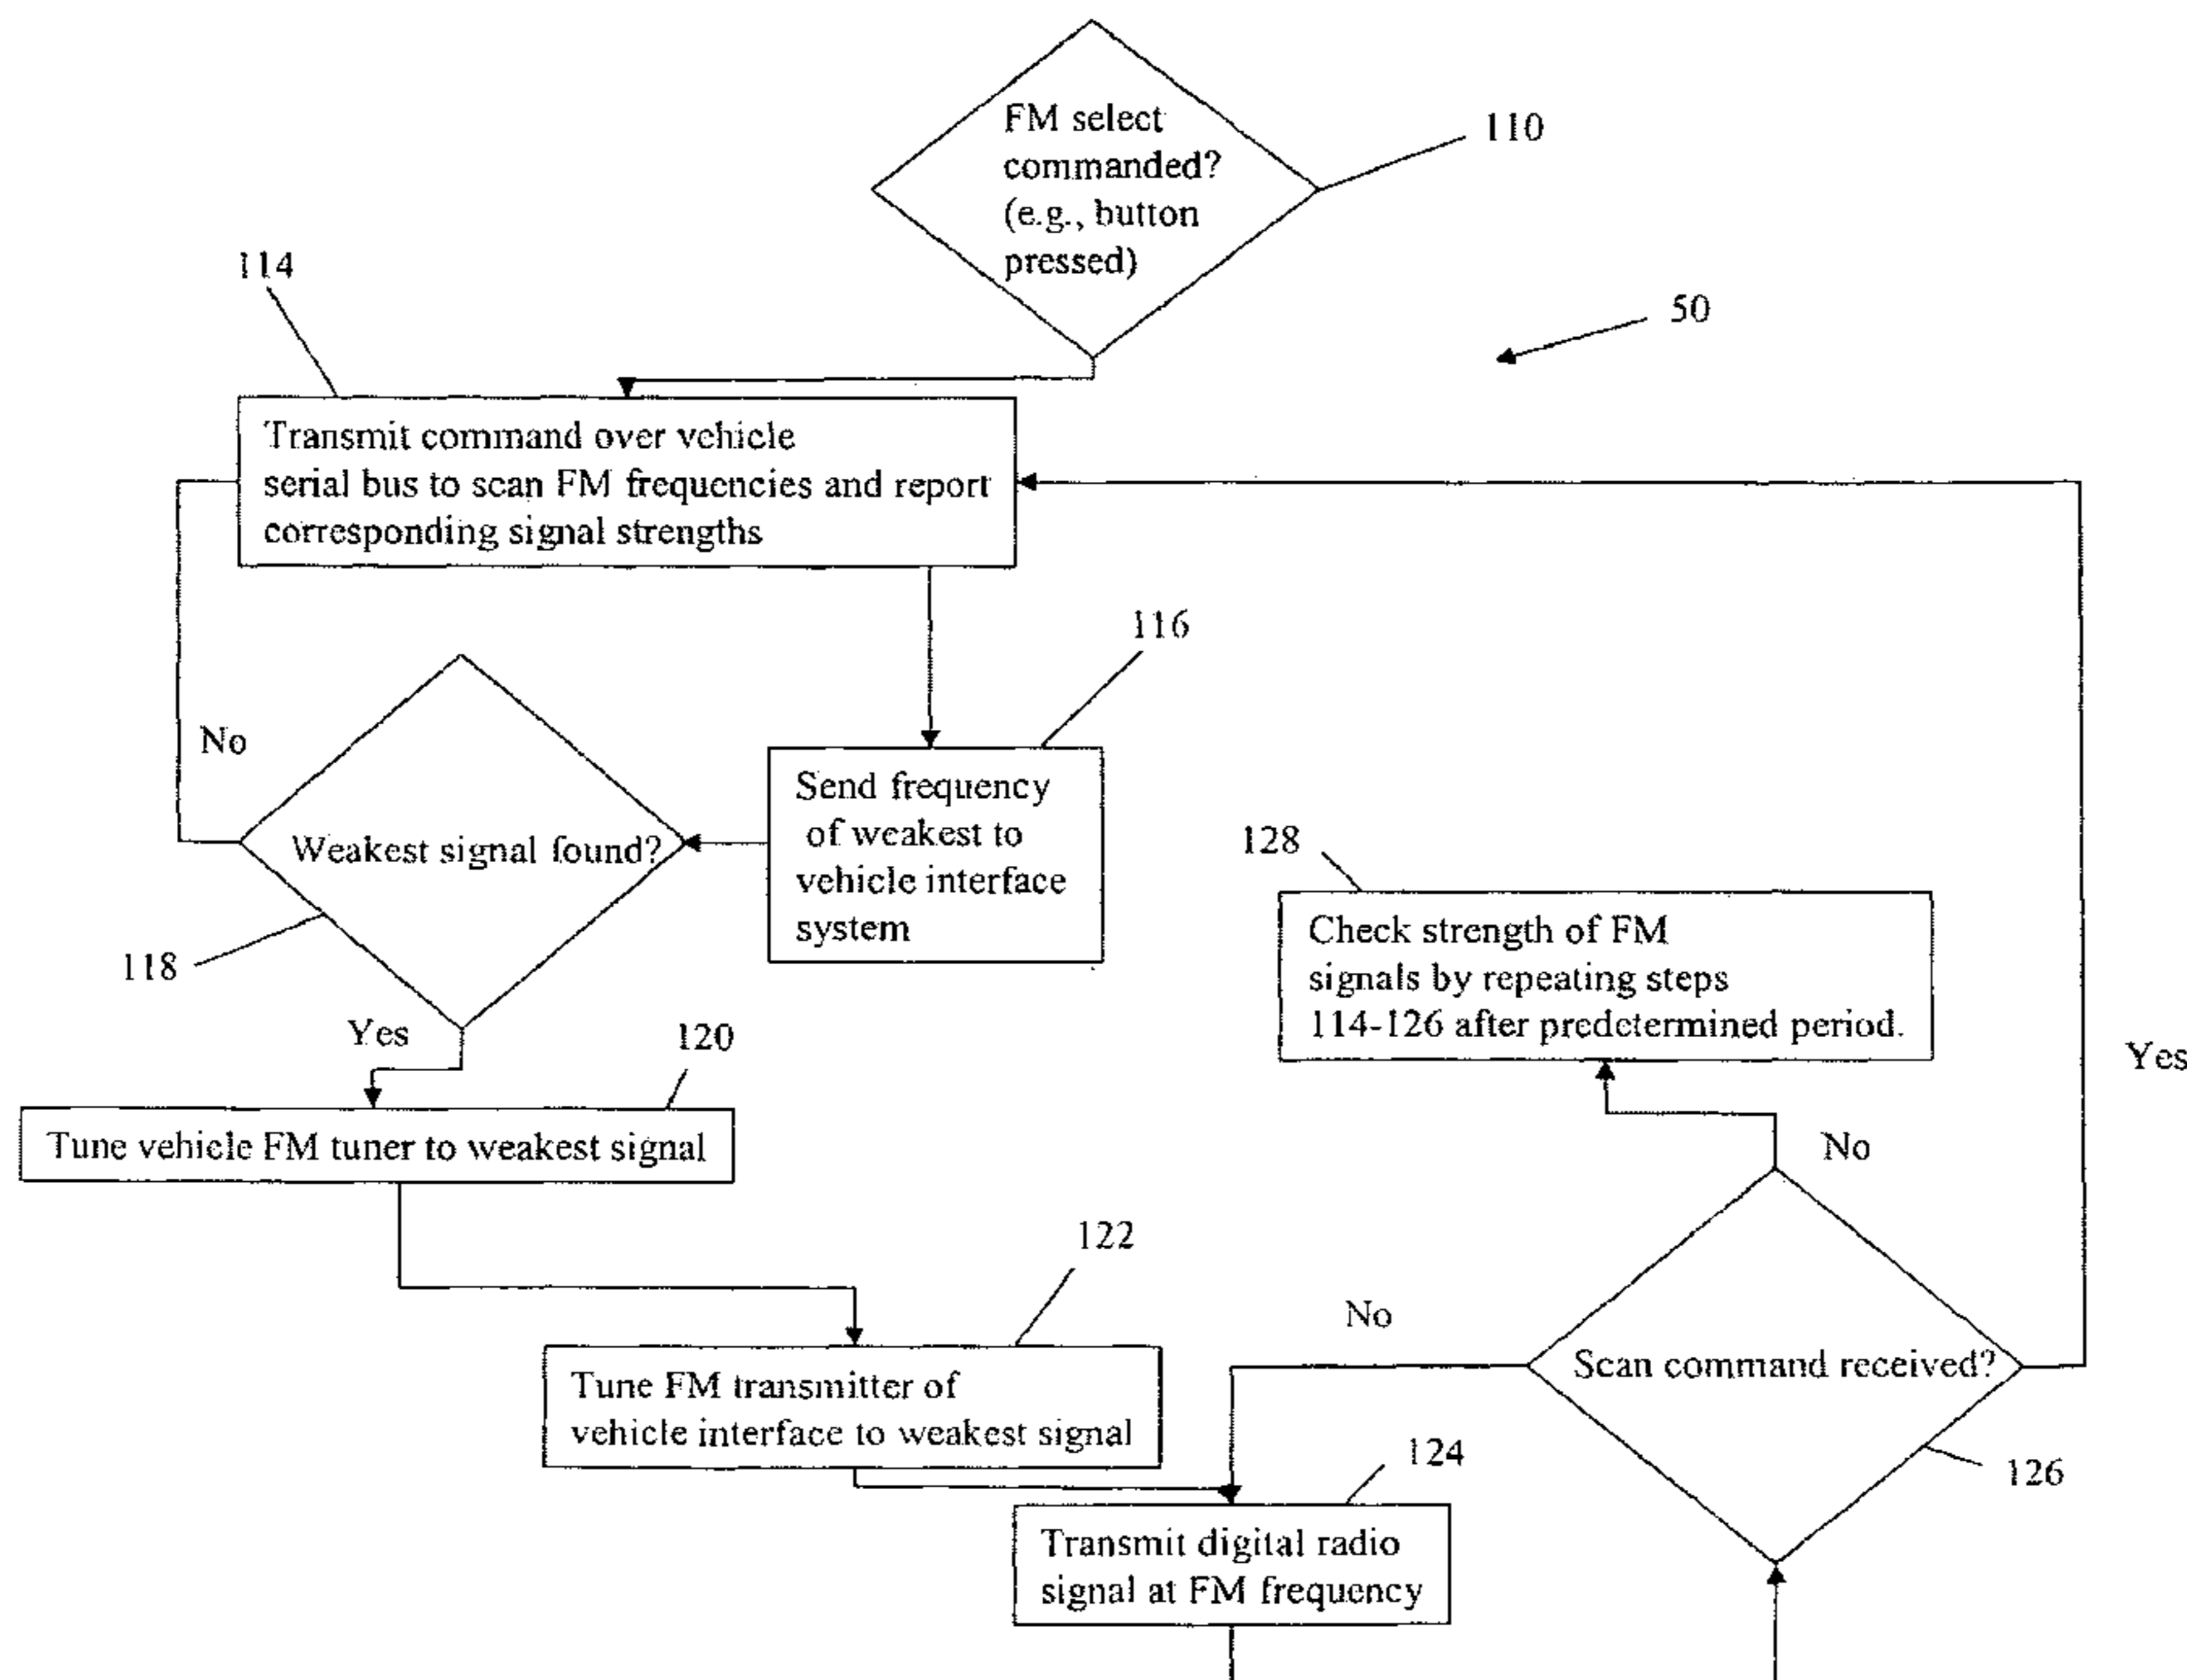 FM select
commanded?
(e.g., button
pressed)
110
50
114
Transmit command over vehicle
serial bus to scan FM frequencies and report
corresponding signal strengths
116
No
Send frequency
of weakest to
vehicle interface
system
Weakest signal found?
118
128
Check strength of FM
signals by repeating steps
114-126 after predetermined period.
Yes
Yes
120
Tune vehicle FM tuner to weakest signal
No
122
Tune FM transmitter of
vehicle interface to weakest signal
No
Scan command received?
126
124
Transmit digital radio
signal at FM frequency